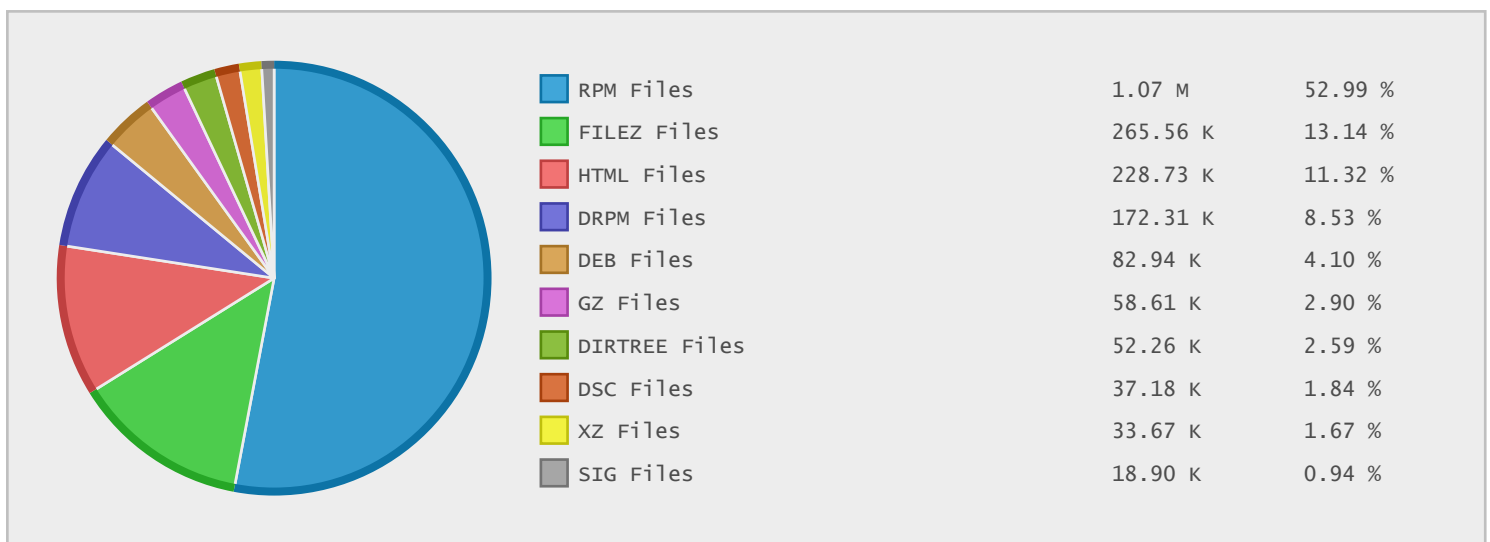 RPM Files 1.07 M 52.99 %
FILEZ Files 265.56 K 13.14 %
HTML Files 228.73 K 11.32 %
DRPM Files 172.31 K 8.53 %
DEB Files 82.94 K 4.10 %
GZ Files 58.61 K 2.90 %
DIRTREE Files 52.26 K 2.59 %
DSC Files 37.18 K 1.84 %
XZ Files 33.67 K 1.67 %
SIG Files 18.90 K 0.94 %